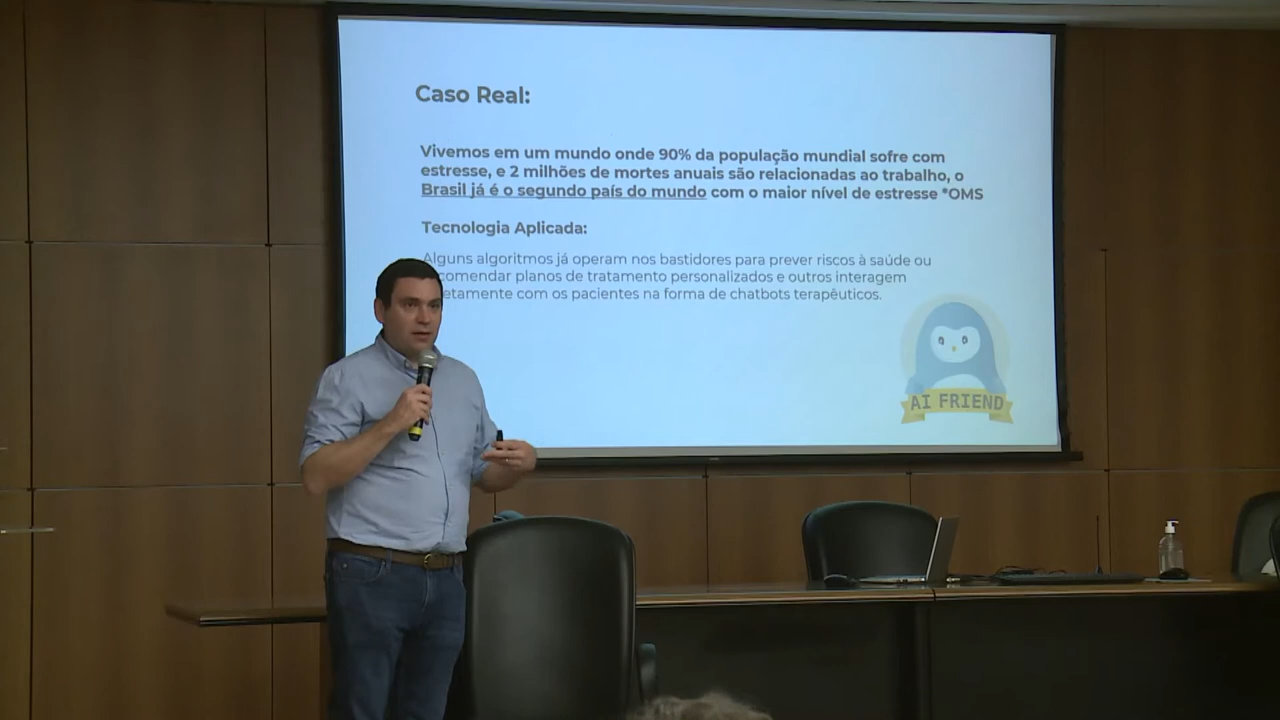 Caso Real:
Vivemos em um mundo onde 90% da população mundial sofre com
estresse, e 2 milhões de mortes anuais são relacionadas ao trabalho, o
Brasil já é o segundo país do mundo com o maior nível de estresse *OMS
Tecnologia Aplicada:
Alguns algoritmos já operam nos bastidores para prever riscos à saúde ou
comendar planos de tratamento personalizados e outros interagem
etamente com os pacientes na forma de chatbots terapêuticos.
AI FRIEND